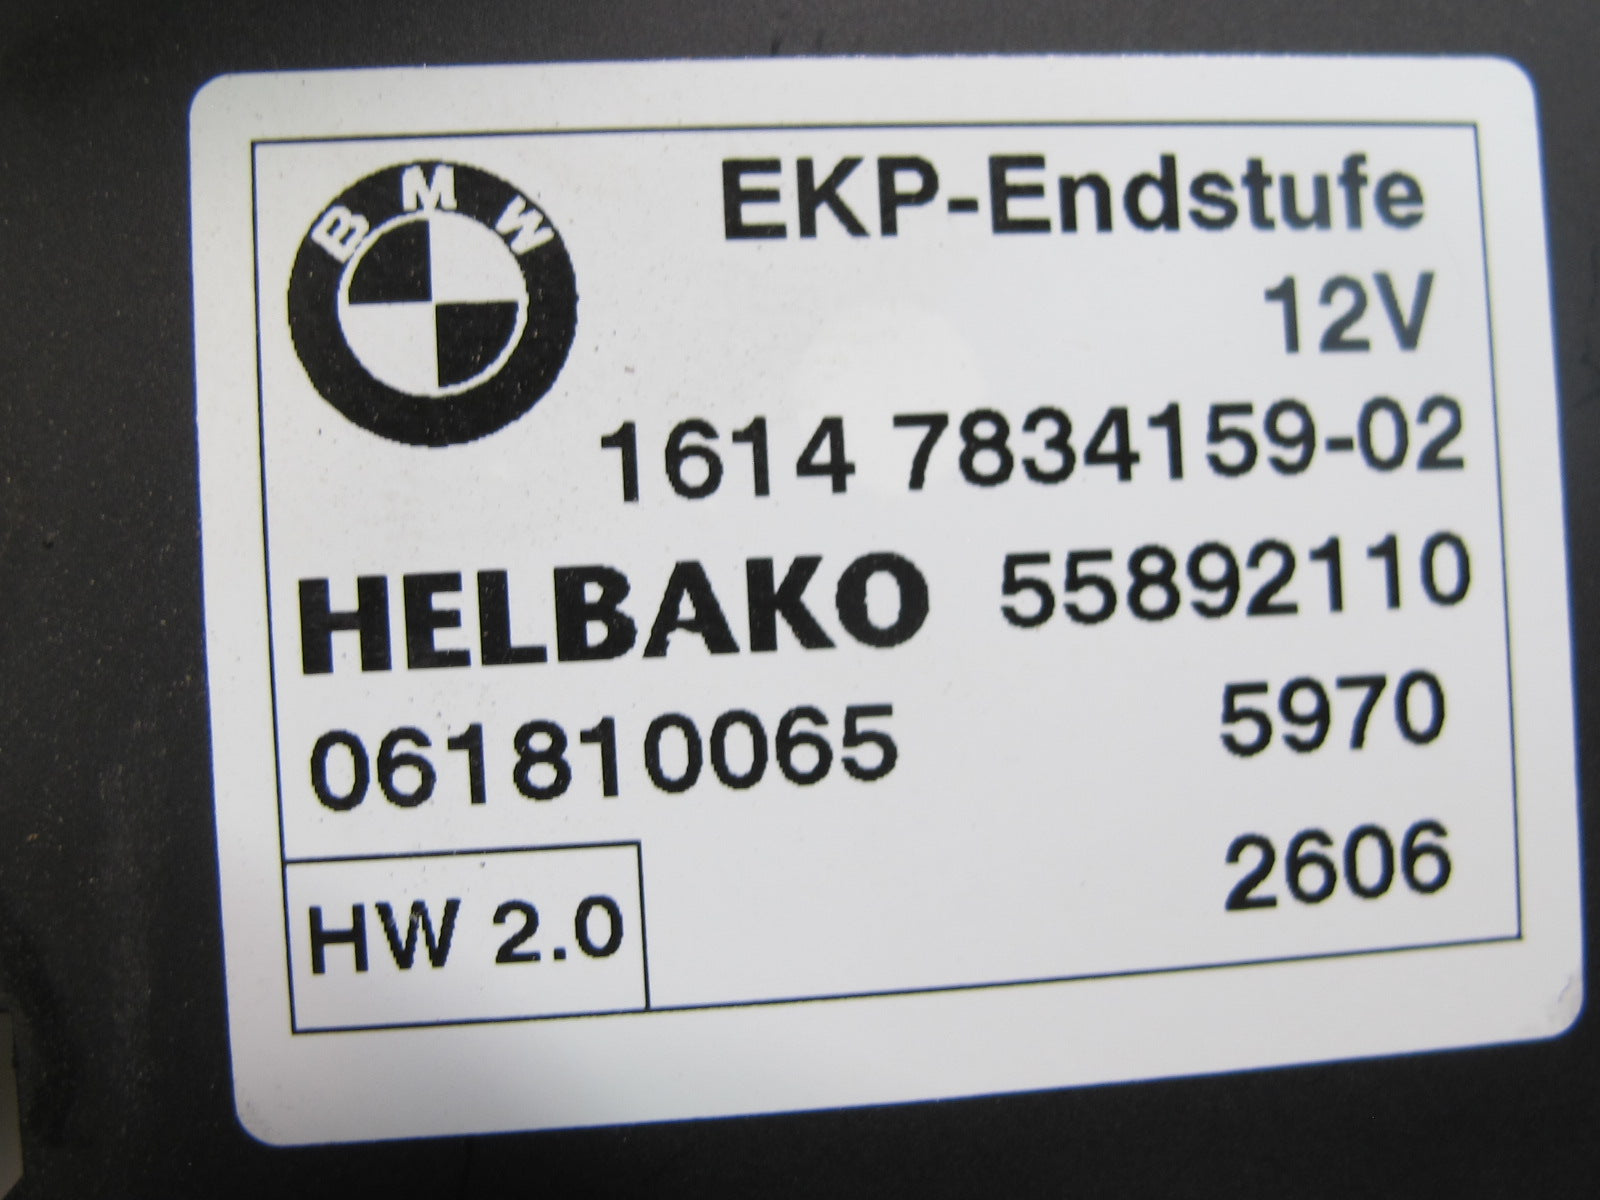 BMW
EKP-Endstufe
12V
1614 7834159-02
HELBAKO 55892110
061810065 5970
2606
HW 2.0